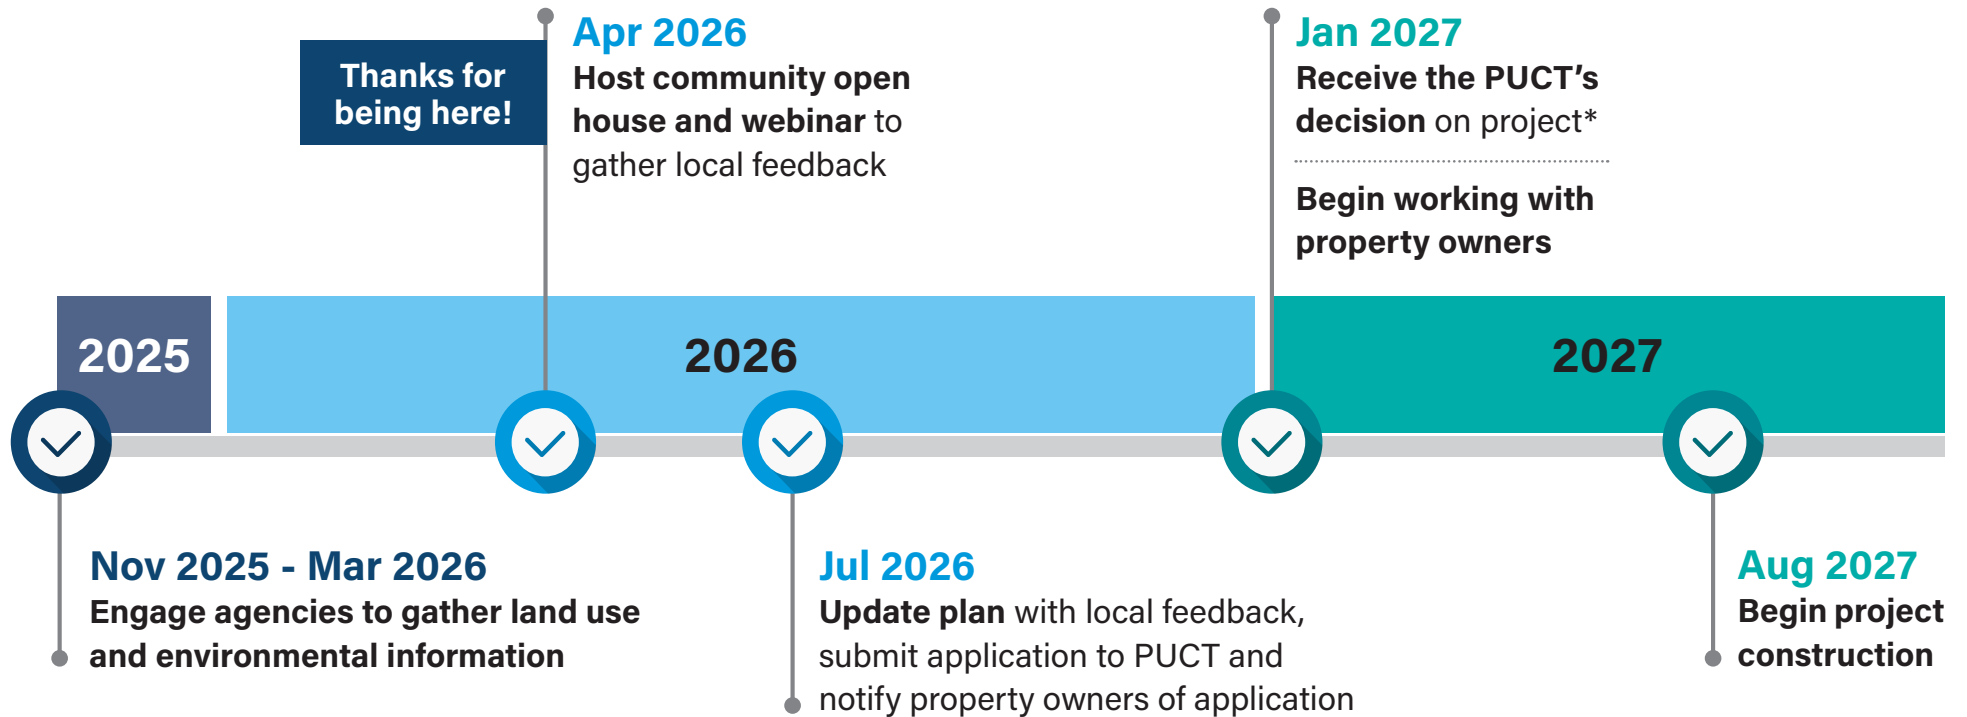 Thanks for
being here!
Apr 2026
Host community open
house and webinar to
gather local feedback
Jan 2027
Receive the PUCT’s
decision on project*
Begin working with
property owners
2025
2026
2027
Nov 2025 - Mar 2026
Engage agencies to gather land use
and environmental information
Jul 2026
Update plan with local feedback,
submit application to PUCT and
notify property owners of application
Aug 2027
Begin project
construction